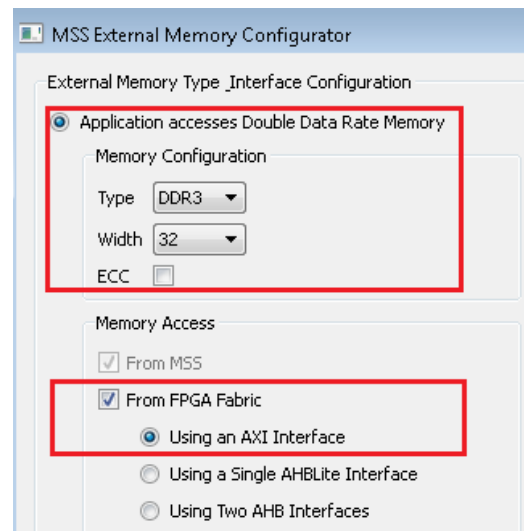 MSS External Memory Configurator
External Memory Type _Interface Configuration
Application accesses Double Data Rate Memory
Memory Configuration
Type DDR3
Width 32
ECC
Memory Access
From MSS
From FPGA Fabric
Using an AXI Interface
Using a Single AHBLite Interface
Using Two AHB Interfaces